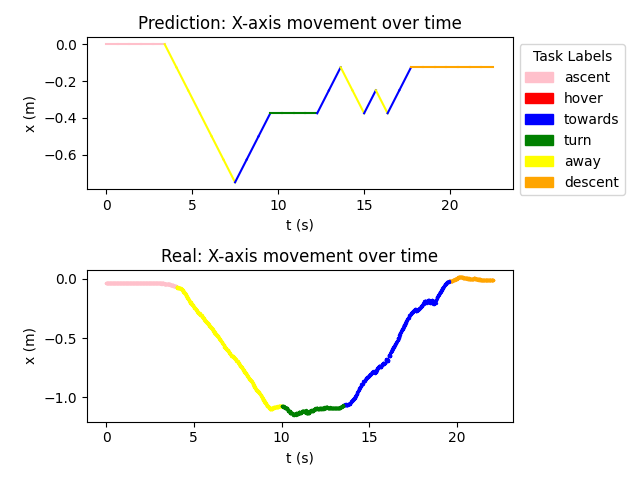 Prediction: X-axis movement over time
0.0
−0.2
−0.4
−0.6
x (m)
0 5 10 15 20
t (s)
Task Labels
ascent
hover
towards
turn
away
descent
Real: X-axis movement over time
0.0
−0.5
−1.0
x (m)
0 5 10 15 20
t (s)